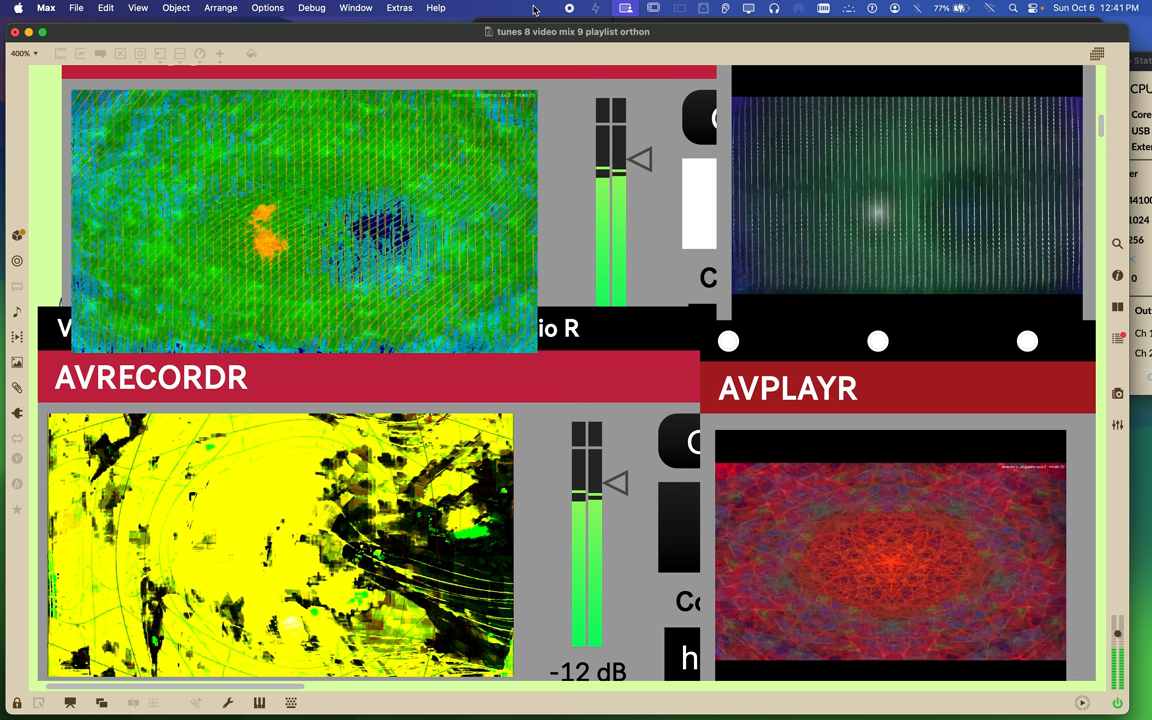 Max File Edit View Object Arrange Options Debug Window Extras Help 77% Sun Oct 6 12:41 PM
tunes 8 video mix 9 playlist orthon
400%
Stat
CPU
Core
USB
Exter
er
44100
1024
256
0
Out
Ch 1
Ch 2
C
V
io R
AVRECORDR
AVPLAYR
C
Co
h
-12 dB